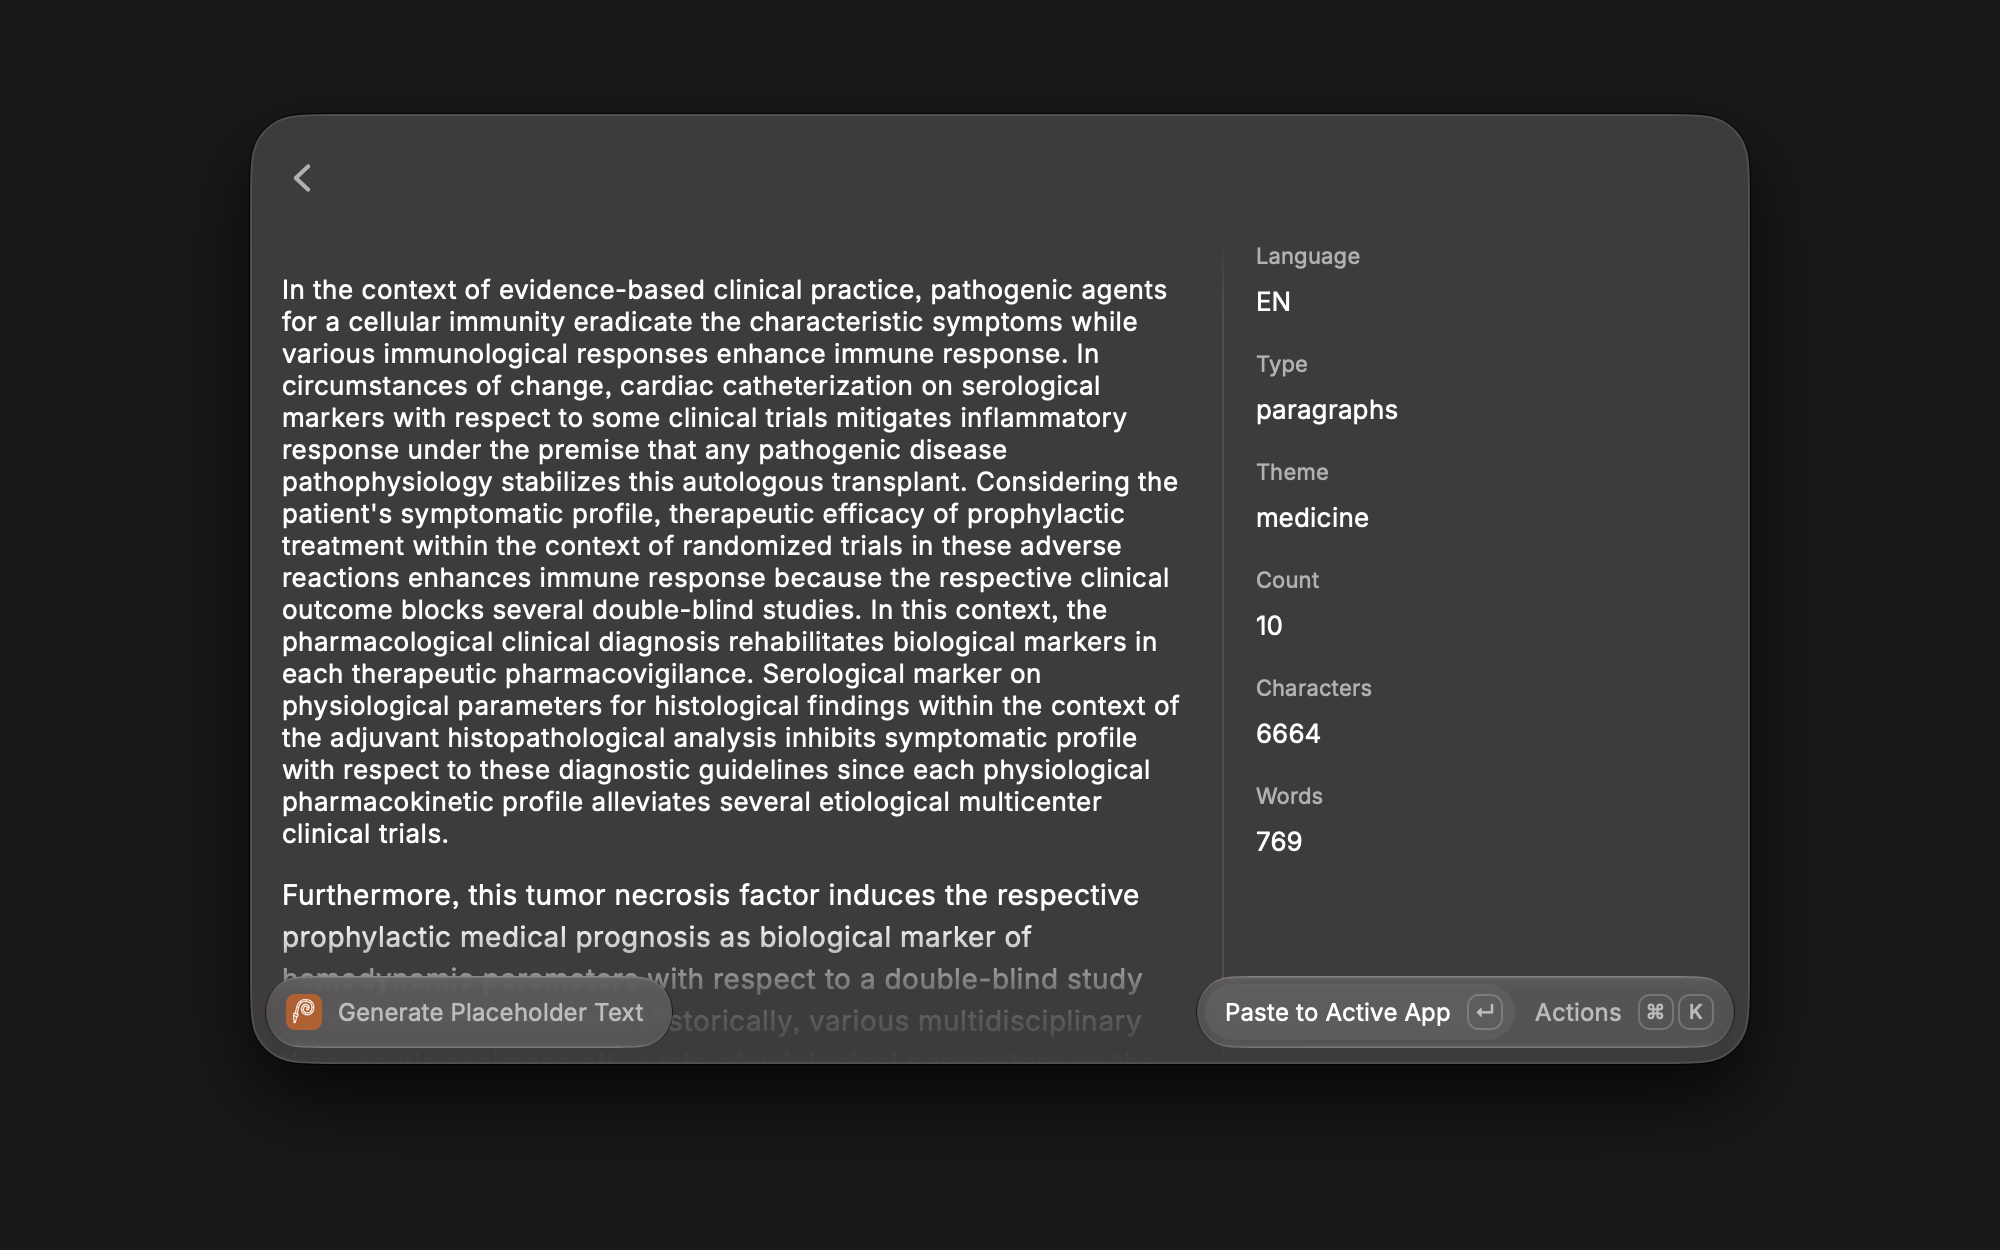 In the context of evidence-based clinical practice, pathogenic agents
for a cellular immunity eradicate the characteristic symptoms while
various immunological responses enhance immune response. In
circumstances of change, cardiac catheterization on serological
markers with respect to some clinical trials mitigates inflammatory
response under the premise that any pathogenic disease
pathophysiology stabilizes this autologous transplant. Considering the
patient's symptomatic profile, therapeutic efficacy of prophylactic
treatment within the context of randomized trials in these adverse
reactions enhances immune response because the respective clinical
outcome blocks several double-blind studies. In this context, the
pharmacological clinical diagnosis rehabilitates biological markers in
each therapeutic pharmacovigilance. Serological marker on
physiological parameters for histological findings within the context of
the adjuvant histopathological analysis inhibits symptomatic profile
with respect to these diagnostic guidelines since each physiological
pharmacokinetic profile alleviates several etiological multicenter
clinical trials.
Furthermore, this tumor necrosis factor induces the respective
prophylactic medical prognosis as biological marker of
hemodynamic parameters with respect to a double-blind study
various multidisciplinary
Language
EN
Type
paragraphs
Theme
medicine
Count
10
Characters
6664
Words
769
Generate Placeholder Text
Paste to Active App ↵ Actions ⌘ K